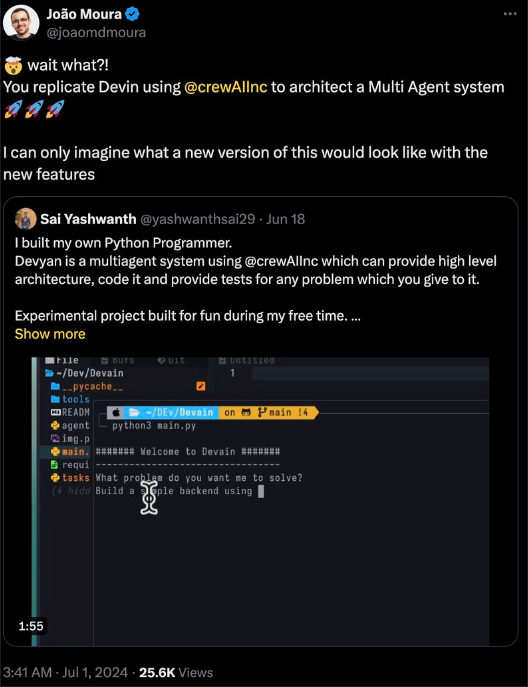 João Moura
@joaomdmoura
🤯 wait what?!
You replicate Devin using @crewAIInc to architect a Multi Agent system
🚀🚀🚀
I can only imagine what a new version of this would look like with the
new features
Sai Yashwanth @yashwanthsai29 · Jun 18
I built my own Python Programmer.
Devyan is a multiagent system using @crewAIInc which can provide high level
architecture, code it and provide tests for any problem which you give to it.
Experimental project built for fun during my free time. ...
Show more
File Bufs Git Untitled
~/Dev/Devain 1
__pycache__
tools
READM ~/DEv/Devain on main !4
agent python3 main.py
img.p
main. ####### Welcome to Devain #######
requi -------------------------------
tasks What problem do you want me to solve?
(4 hidd Build a simple backend using
1:55
3:41 AM · Jul 1, 2024 · 25.6K Views